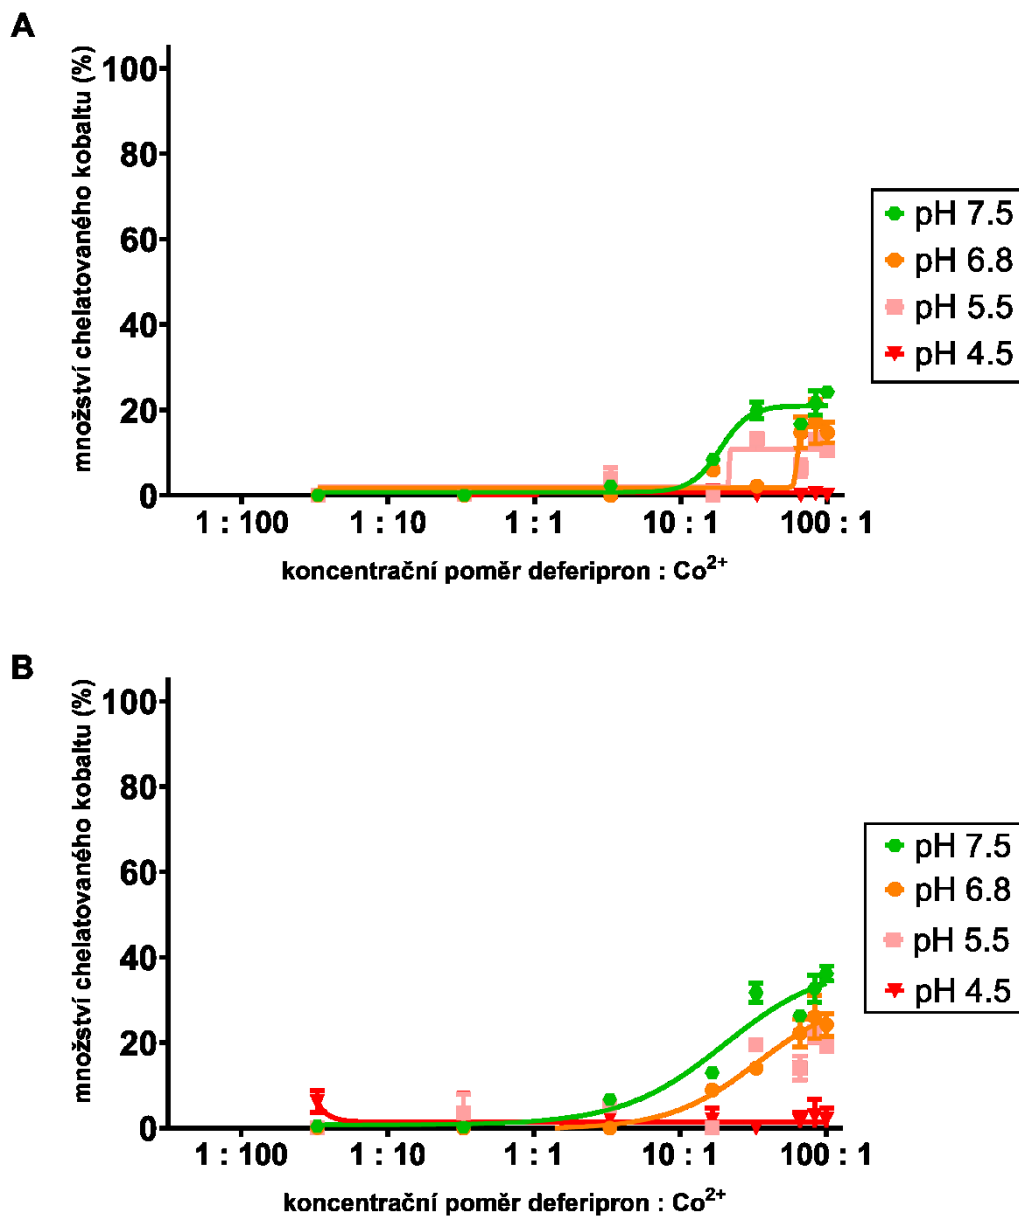 A
množství chelatovaného kobaltu (%)
100
80
60
40
20
0
1 : 100 1 : 10 1 : 1 10 : 1 100 : 1
koncentrační poměr deferipron : Co²⁺
pH 7.5
pH 6.8
pH 5.5
pH 4.5
B
množství chelatovaného kobaltu (%)
100
80
60
40
20
0
1 : 100 1 : 10 1 : 1 10 : 1 100 : 1
koncentrační poměr deferipron : Co²⁺
pH 7.5
pH 6.8
pH 5.5
pH 4.5